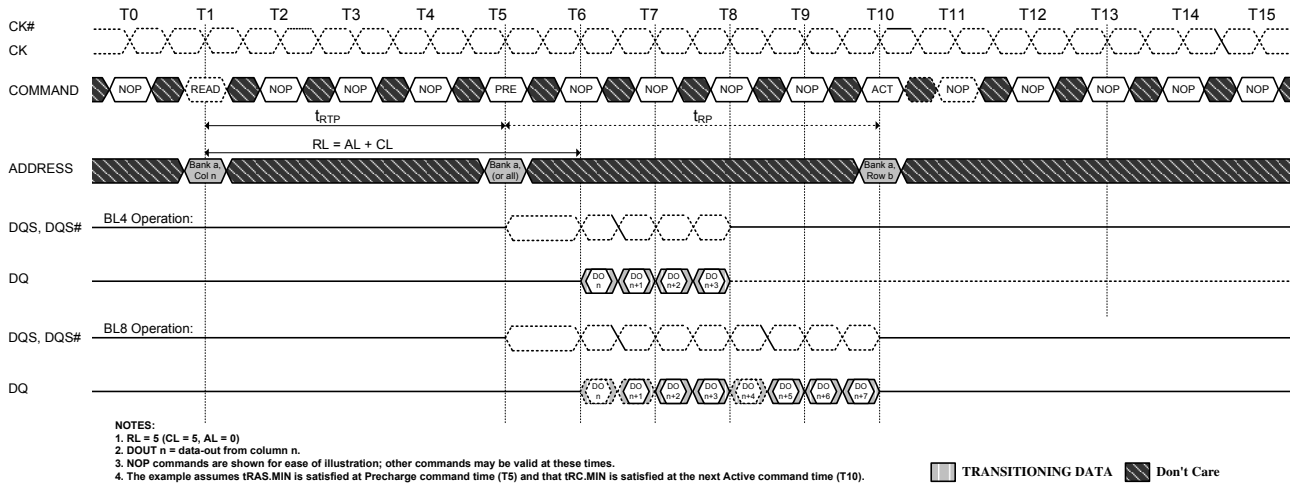 T0 T1 T2 T3 T4 T5 T6 T7 T8 T9 T10 T11 T12 T13 T14 T15
CK#
CK
COMMAND NOP READ NOP NOP NOP PRE NOP NOP NOP NOP ACT NOP NOP NOP NOP NOP
tRTP tRP
RL = AL + CL
ADDRESS
Bank a, Col n
Bank a, (or all)
Bank a, Row b
BL4 Operation:
DQS, DQS#
DQ
DO n DO n+1 DO n+2 DO n+3
BL8 Operation:
DQS, DQS#
DQ
DO n DO n+1 DO n+2 DO n+3 DO n+4 DO n+5 DO n+6 DO n+7
NOTES:
1. RL = 5 (CL = 5, AL = 0)
2. DOUT n = data-out from column n.
3. NOP commands are shown for ease of illustration; other commands may be valid at these times.
4. The example assumes tRAS.MIN is satisfied at Precharge command time (T5) and that tRC.MIN is satisfied at the next Active command time (T10).
TRANSITIONING DATA Don't Care